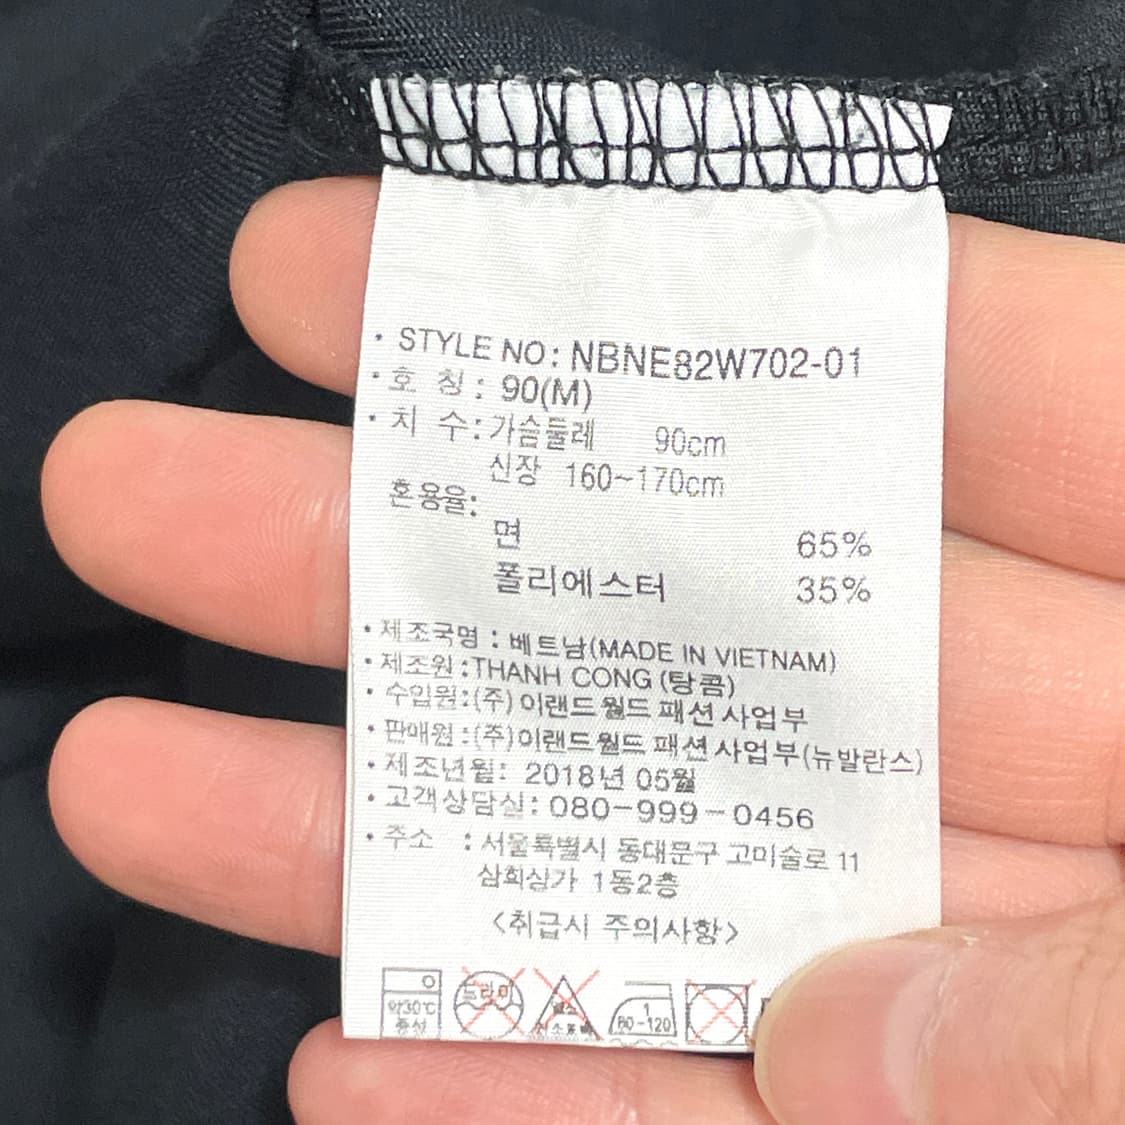 · STYLE NO: NBNE82W702-01
· 호 칭 : 90(M)
· 치 수 : 가슴둘레 90cm
신장 160~170cm
혼용율:
면 65%
폴리에스터 35%
· 제조국명 : 베트남(MADE IN VIETNAM)
· 제조원 :THANH CONG (탕콤)
· 수입원:(주) 이랜드 월드 패션 사업 부
· 판매원 :(주)이랜드 월드 패션 사업 부(뉴발란스)
· 제조년월: 2018년 05월
· 고객상담실: 080-999-0456
· 주소 : 서울특별시 동대문구 고미술로 11
삼희상가 1동2층
<취급시 주의사항>
약30℃ 드라이 1
중성 80-120